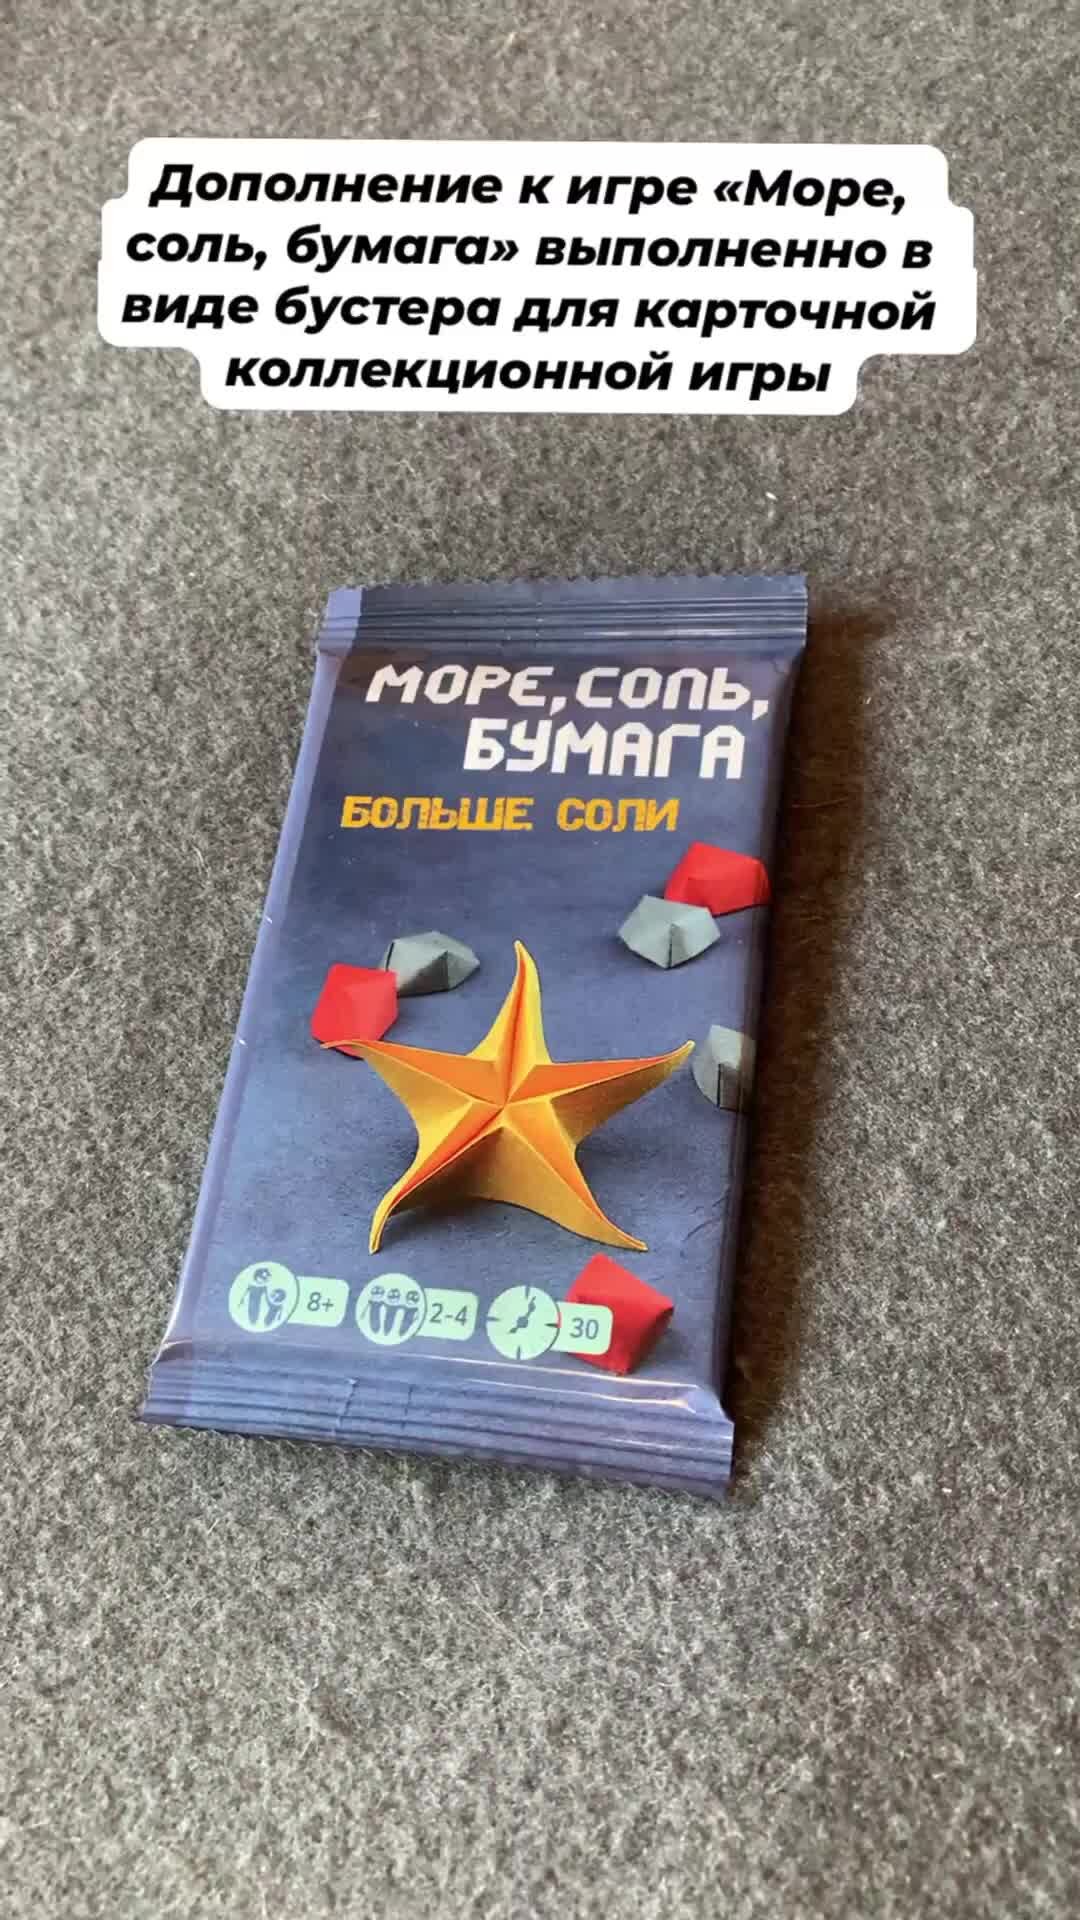 Дополнение к игре «Море,
соль, бумага» выполненно в
виде бустера для карточной
коллекционной игры
МОРЕ, СОЛЬ,
БУМАГА
БОЛЬШЕ СОЛИ
8+ 2-4 30